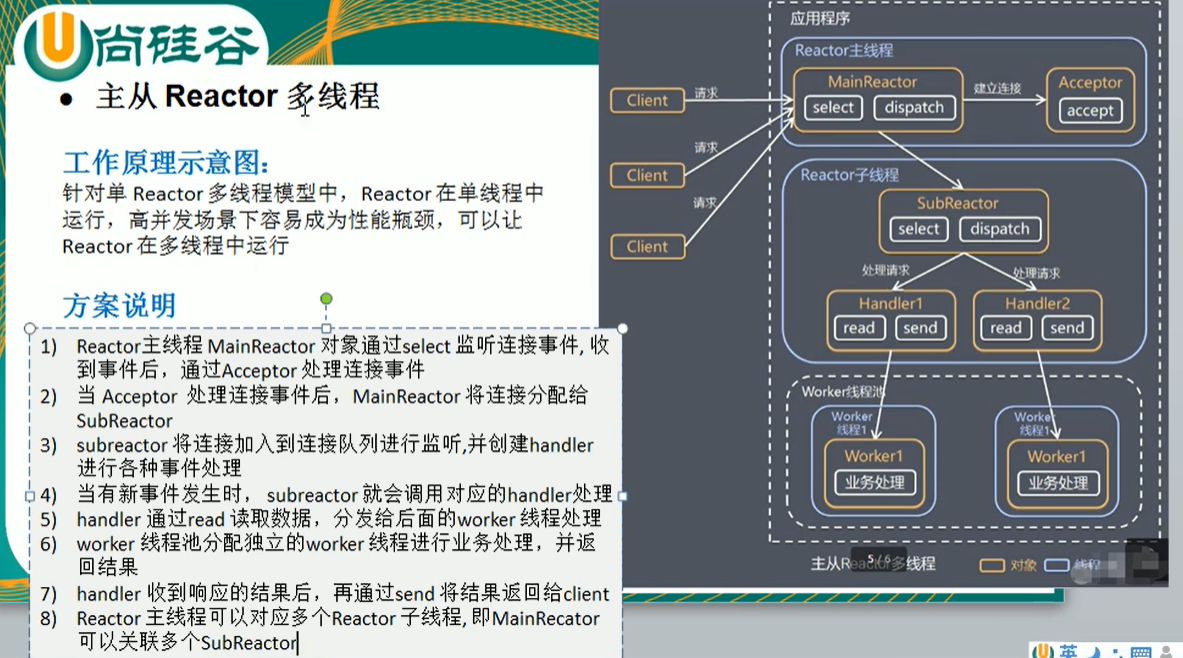 尚硅谷
● 主从 Reactor 多线程
工作原理示意图:
针对单 Reactor 多线程模型中，Reactor 在单线程中
运行，高并发场景下容易成为性能瓶颈，可以让
Reactor 在多线程中运行
方案说明
1) Reactor主线程 MainReactor 对象通过select 监听连接事件, 收
到事件后，通过Acceptor 处理连接事件
2) 当 Acceptor 处理连接事件后，MainReactor 将连接分配给
SubReactor
3) subreactor 将连接加入到连接队列进行监听,并创建handler
进行各种事件处理
4) 当有新事件发生时， subreactor 就会调用对应的handler处理
5) handler 通过read 读取数据，分发给后面的worker 线程处理
6) worker 线程池分配独立的worker 线程进行业务处理，并返
回结果
7) handler 收到响应的结果后，再通过send 将结果返回给client
8) Reactor 主线程可以对应多个Reactor 子线程, 即MainRecator
可以关联多个SubReactor
应用程序
Reactor主线程
MainReactor
select dispatch
建立连接
Acceptor
accept
Client
请求
Client
请求
Client
请求
Reactor子线程
SubReactor
select dispatch
处理请求
处理请求
Handler1
read send
Handler2
read send
Worker线程池
Worker
线程1
Worker1
业务处理
Worker
线程1
Worker1
业务处理
主从Reactor多线程
5 / 6
对象
线程
英